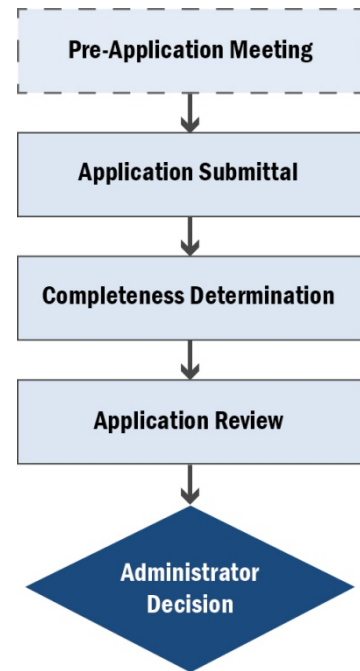 Pre-Application Meeting
Application Submittal
Completeness Determination
Application Review
Administrator
Decision